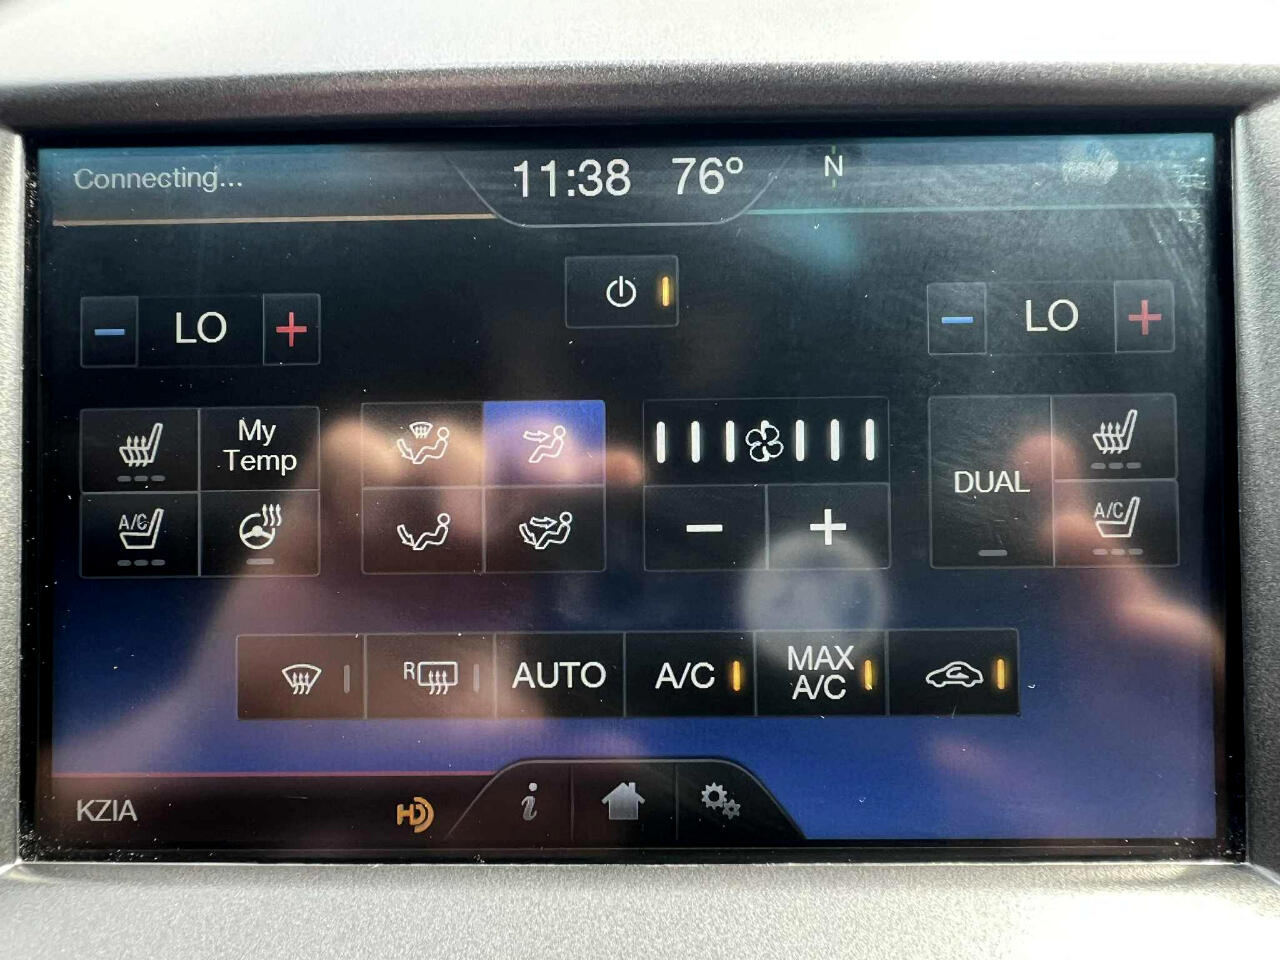 Connecting...
11:38 76° N
LO
LO
My
Temp
A/C
DUAL
A/C
R
AUTO
A/C
MAX
A/C
KZIA
HD
i